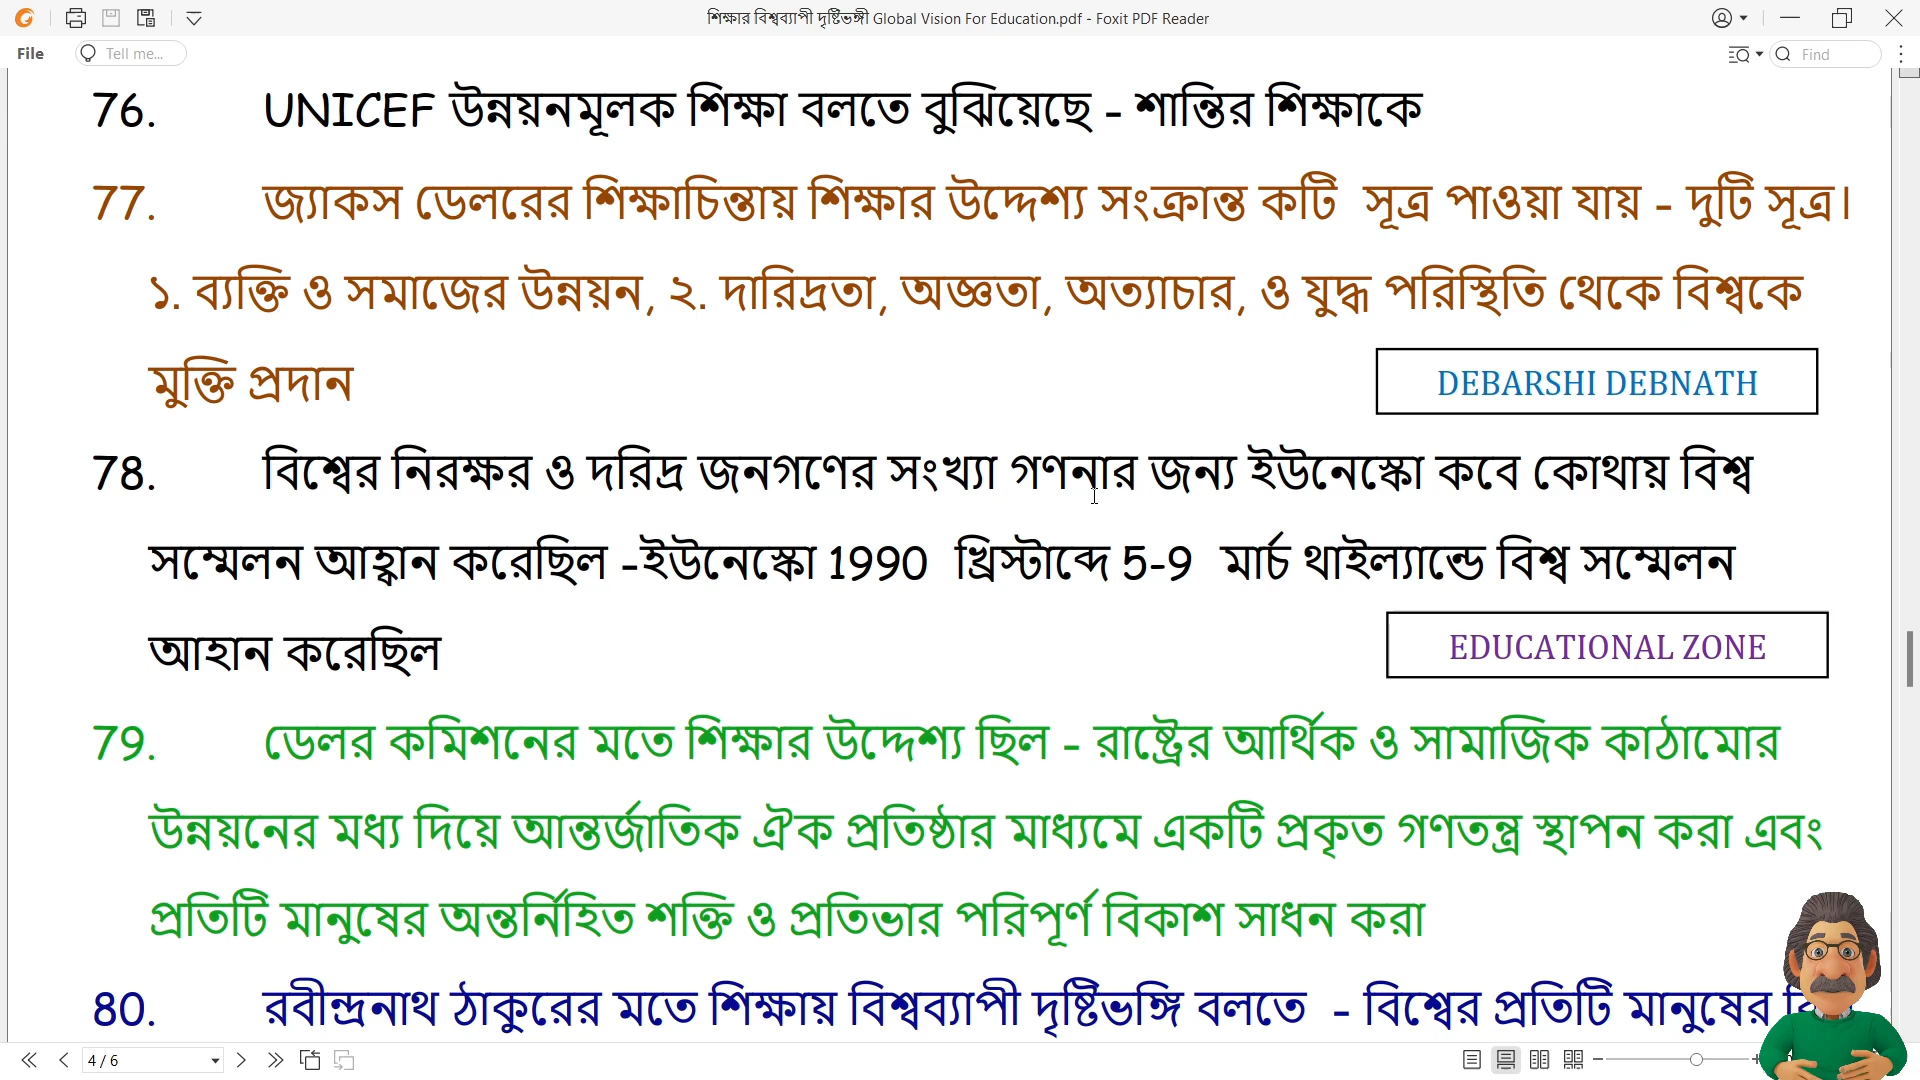 শিক্ষার বিশ্বব্যাপী দৃষ্টিভঙ্গী Global Vision For Education.pdf - Foxit PDF Reader
File Tell me... Find
76. UNICEF উন্নয়নমূলক শিক্ষা বলতে বুঝিয়েছে - শান্তির শিক্ষাকে
77. জ্যাকস ডেলরের শিক্ষাচিন্তায় শিক্ষার উদ্দেশ্য সংক্রান্ত কটি সূত্র পাওয়া যায় - দুটি সূত্র।
১. ব্যক্তি ও সমাজের উন্নয়ন, ২. দারিদ্রতা, অজ্ঞতা, অত্যাচার, ও যুদ্ধ পরিস্থিতি থেকে বিশ্বকে
মুক্তি প্রদান
DEBARSHI DEBNATH
78. বিশ্বের নিরক্ষর ও দরিদ্র জনগণের সংখ্যা গণনার জন্য ইউনেস্কো কবে কোথায় বিশ্ব
সম্মেলন আহ্বান করেছিল -ইউনেস্কো 1990 খ্রিস্টাব্দে 5-9 মার্চ থাইল্যান্ডে বিশ্ব সম্মেলন
আহান করেছিল
EDUCATIONAL ZONE
79. ডেলর কমিশনের মতে শিক্ষার উদ্দেশ্য ছিল - রাষ্ট্রের আর্থিক ও সামাজিক কাঠামোর
উন্নয়নের মধ্য দিয়ে আন্তর্জাতিক ঐক প্রতিষ্ঠার মাধ্যমে একটি প্রকৃত গণতন্ত্র স্থাপন করা এবং
প্রতিটি মানুষের অন্তর্নিহিত শক্তি ও প্রতিভার পরিপূর্ণ বিকাশ সাধন করা
80. রবীন্দ্রনাথ ঠাকুরের মতে শিক্ষায় বিশ্বব্যাপী দৃষ্টিভঙ্গি বলতে - বিশ্বের প্রতিটি মানুষের
4 / 6